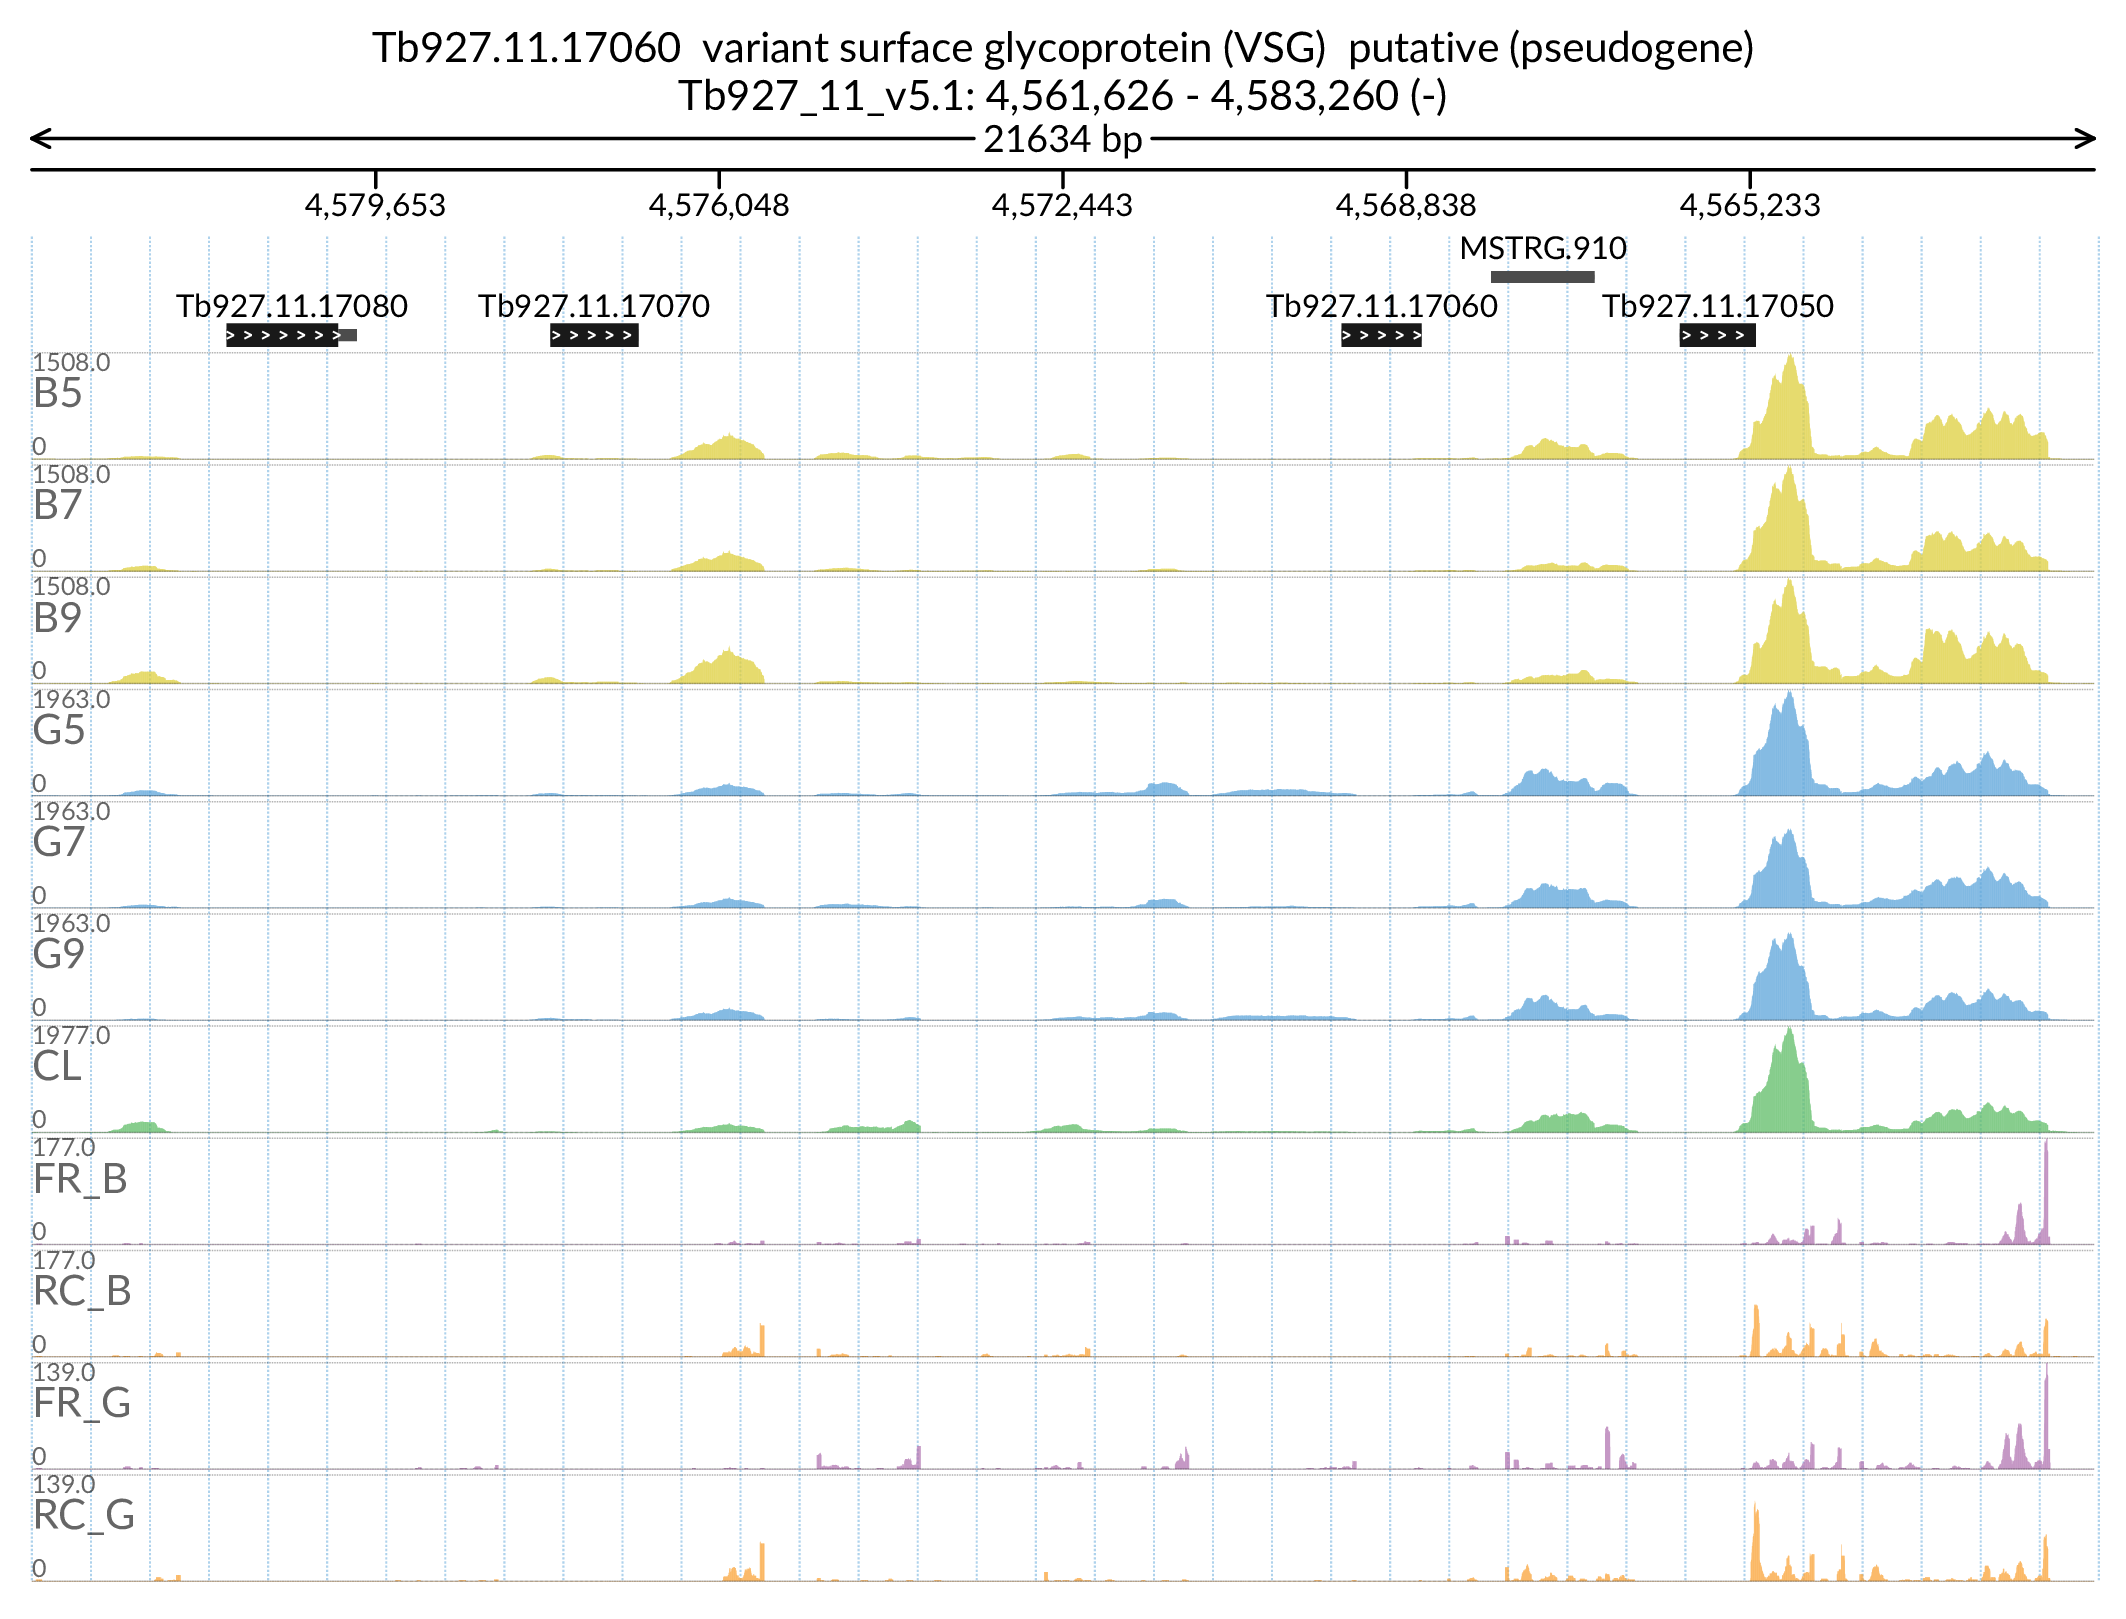 Tb927.11.17060 variant surface glycoprotein (VSG) putative (pseudogene)
Tb927_11_v5.1: 4,561,626 - 4,583,260 (-)
21634 bp
4,579,653 4,576,048 4,572,443 4,568,838 4,565,233
MSTRG.910
Tb927.11.17080 Tb927.11.17070 Tb927.11.17060 Tb927.11.17050
1508.0
B5
0
1508.0
B7
0
1508.0
B9
0
1963.0
G5
0
1963.0
G7
0
1963.0
G9
0
1977.0
CL
0
177.0
FR_B
0
177.0
RC_B
0
139.0
FR_G
0
139.0
RC_G
0